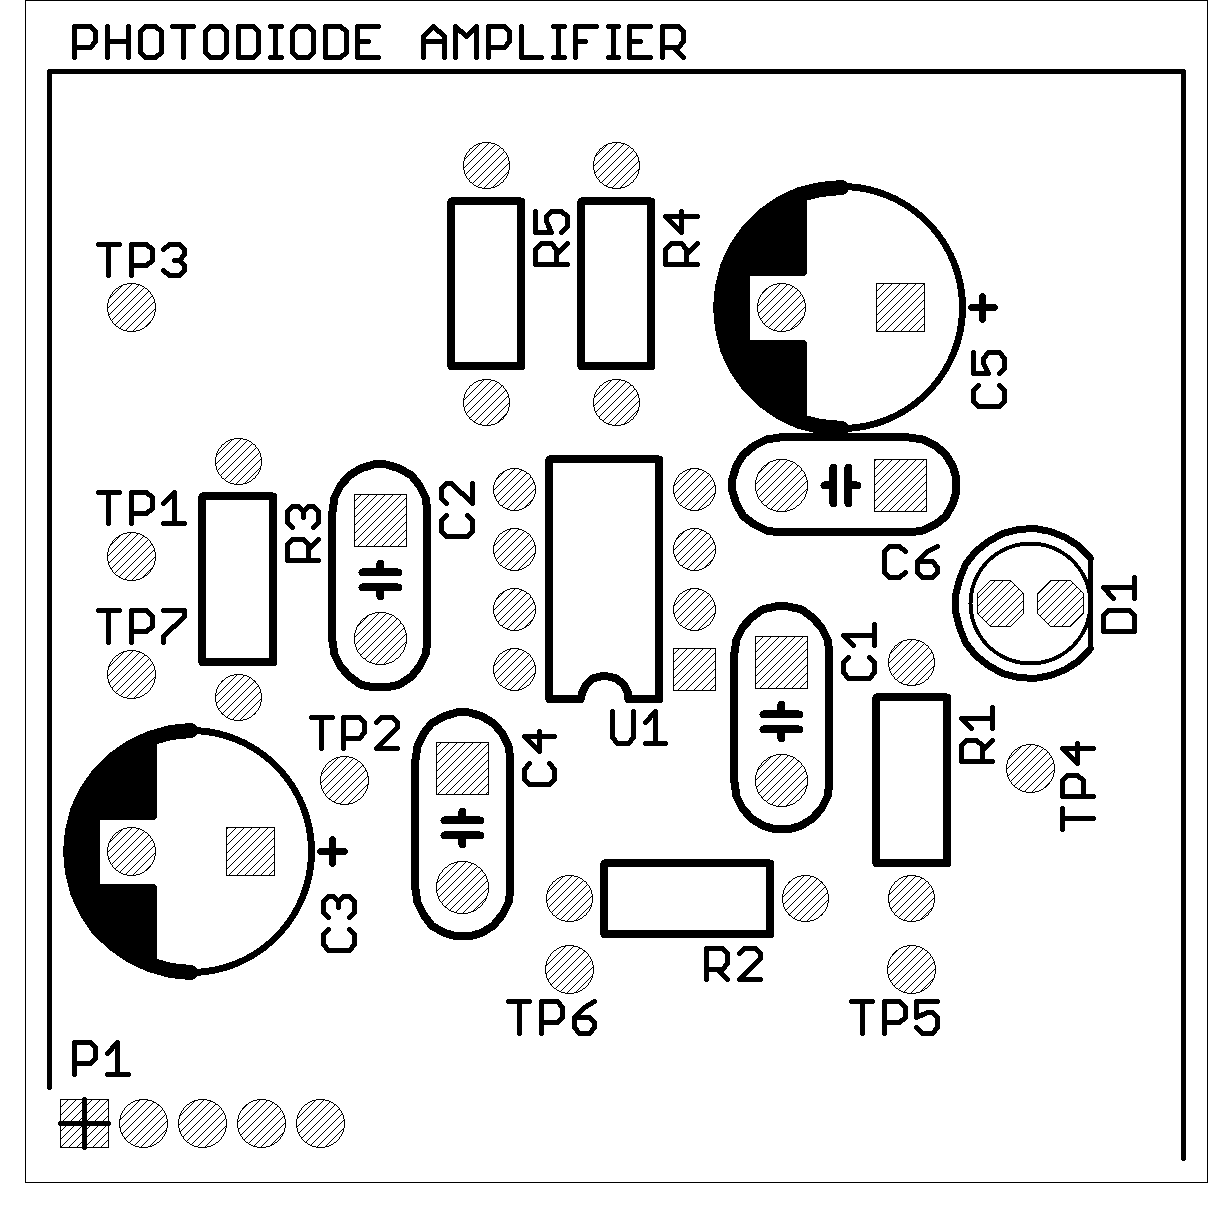 PHOTODIODE AMPLIFIER
R5
R4
TP3
+
C5
TP1
R3
C2
C6
D1
TP7
C1
TP2
U1
C4
R1
TP4
+
C3
R2
TP6
TP5
P1